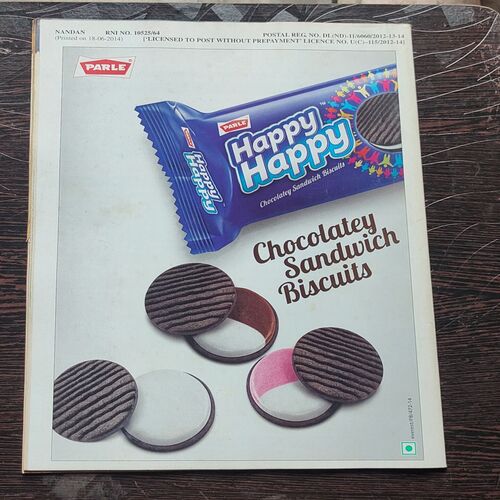 NANDAN RNI NO. 10525/64 POSTAL REG. NO. DL(ND)-11/6060/2012-13-14
(Printed on 18-06-2014) ['LICENSED TO POST WITHOUT PREPAYMENT' LICENCE NO. U(C)-115/2012-14]
PARLE
PARLE
Happy
Happy
Chocolatey Sandwich Biscuits
Happy
Happy
Chocolatey
Sandwich
Biscuits